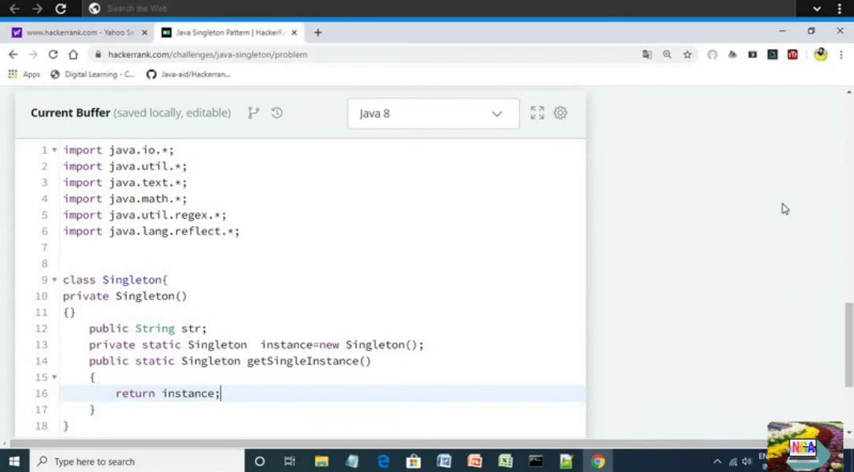 Search the Web
www.hackerrank.com - Yahoo Se
Java Singleton Pattern | HackerR
hackerrank.com/challenges/java-singleton/problem
Apps
Digital Learning - C...
Java-aid/Hackerran...
Current Buffer (saved locally, editable)
Java 8
1 import java.io.*;
2 import java.util.*;
3 import java.text.*;
4 import java.math.*;
5 import java.util.regex.*;
6 import java.lang.reflect.*;
7
8
9 class Singleton{
10 private Singleton()
11 {}
12 public String str;
13 private static Singleton instance=new Singleton();
14 public static Singleton getSingleInstance()
15 {
16 return instance;
17 }
18 }
Type here to search